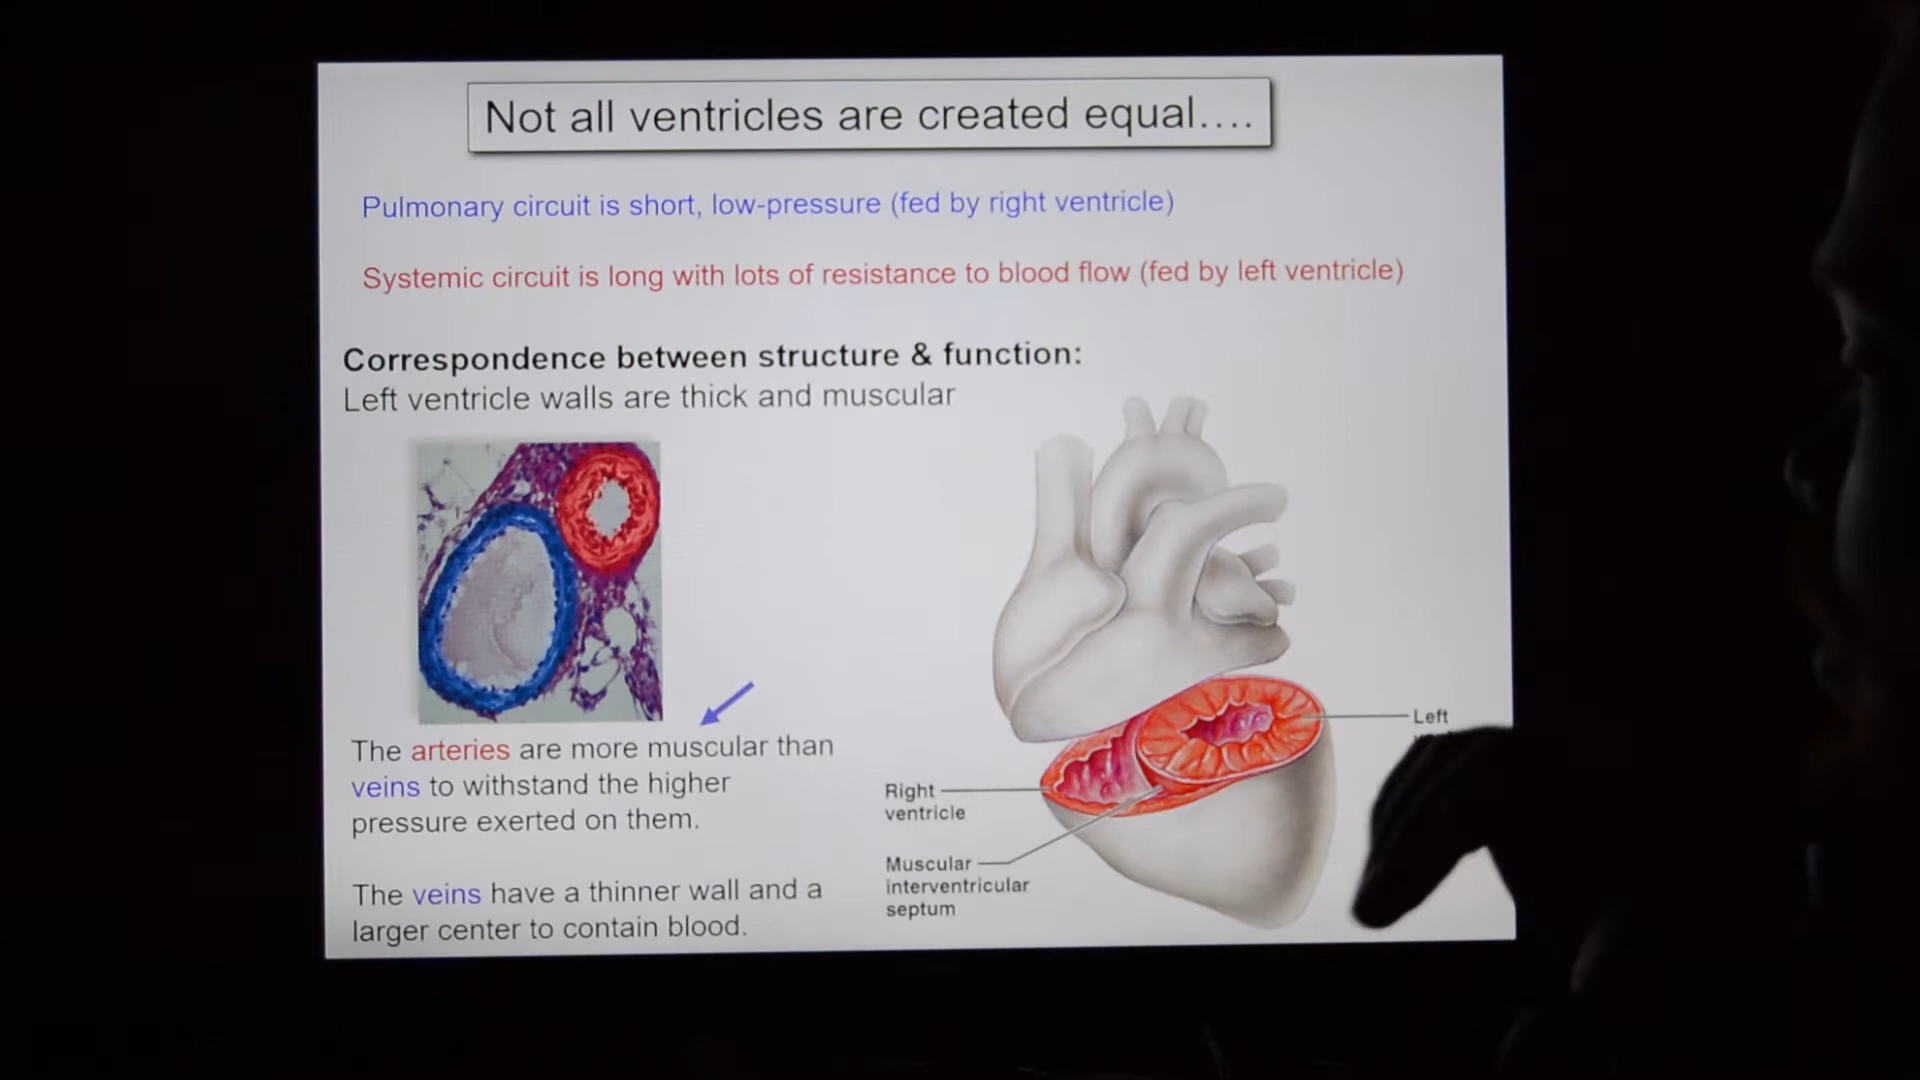 Not all ventricles are created equal....
Pulmonary circuit is short, low-pressure (fed by right ventricle)
Systemic circuit is long with lots of resistance to blood flow (fed by left ventricle)
Correspondence between structure & function:
Left ventricle walls are thick and muscular
The arteries are more muscular than
veins to withstand the higher
pressure exerted on them.
The veins have a thinner wall and a
larger center to contain blood.
Left
Right
ventricle
Muscular
interventricular
septum